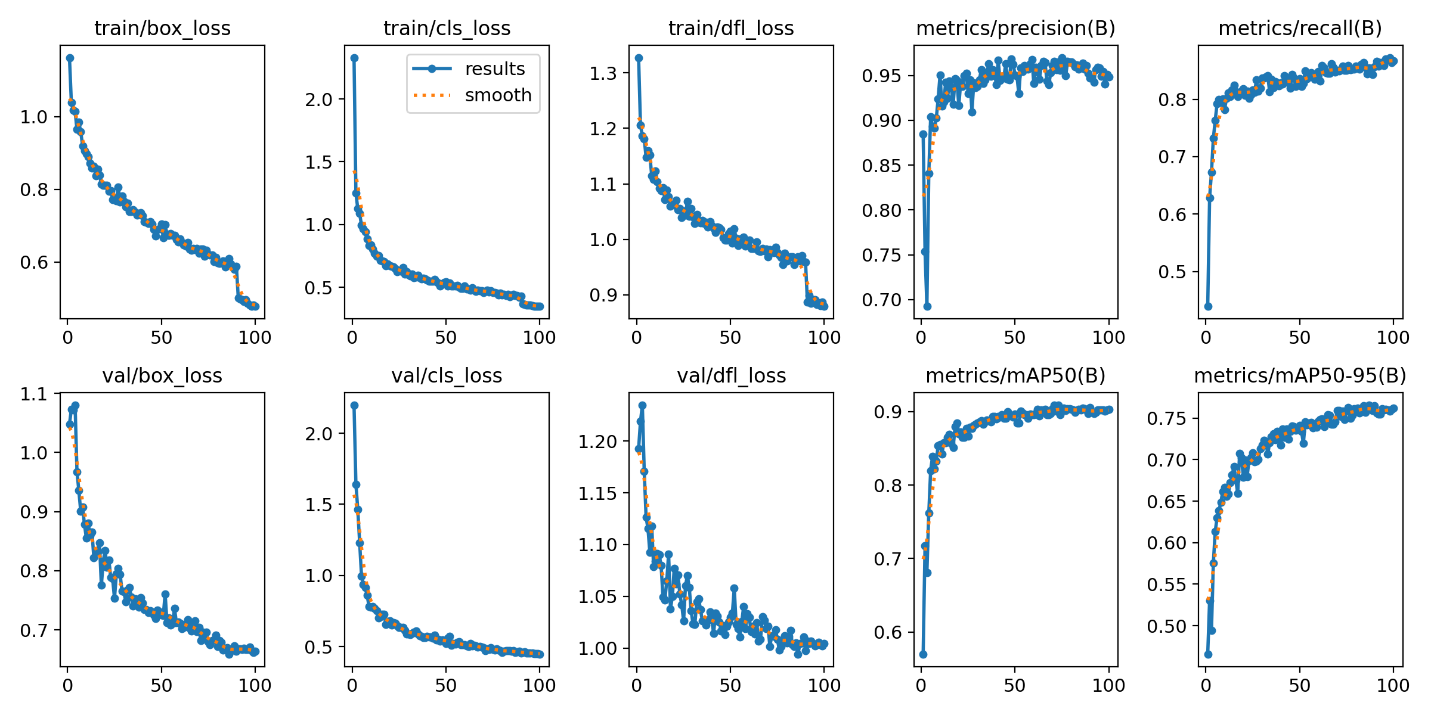 train/box_loss
train/cls_loss
train/dfl_loss
metrics/precision(B)
metrics/recall(B)
results
smooth
1.0
0.8
0.6
0 50 100
2.0
1.5
1.0
0.5
0 50 100
1.3
1.2
1.1
1.0
0.9
0 50 100
0.95
0.90
0.85
0.80
0.75
0.70
0 50 100
0.8
0.7
0.6
0.5
0 50 100
val/box_loss
val/cls_loss
val/dfl_loss
metrics/mAP50(B)
metrics/mAP50-95(B)
1.1
1.0
0.9
0.8
0.7
0 50 100
2.0
1.5
1.0
0.5
0 50 100
1.20
1.15
1.10
1.05
1.00
0 50 100
0.9
0.8
0.7
0.6
0 50 100
0.75
0.70
0.65
0.60
0.55
0.50
0 50 100